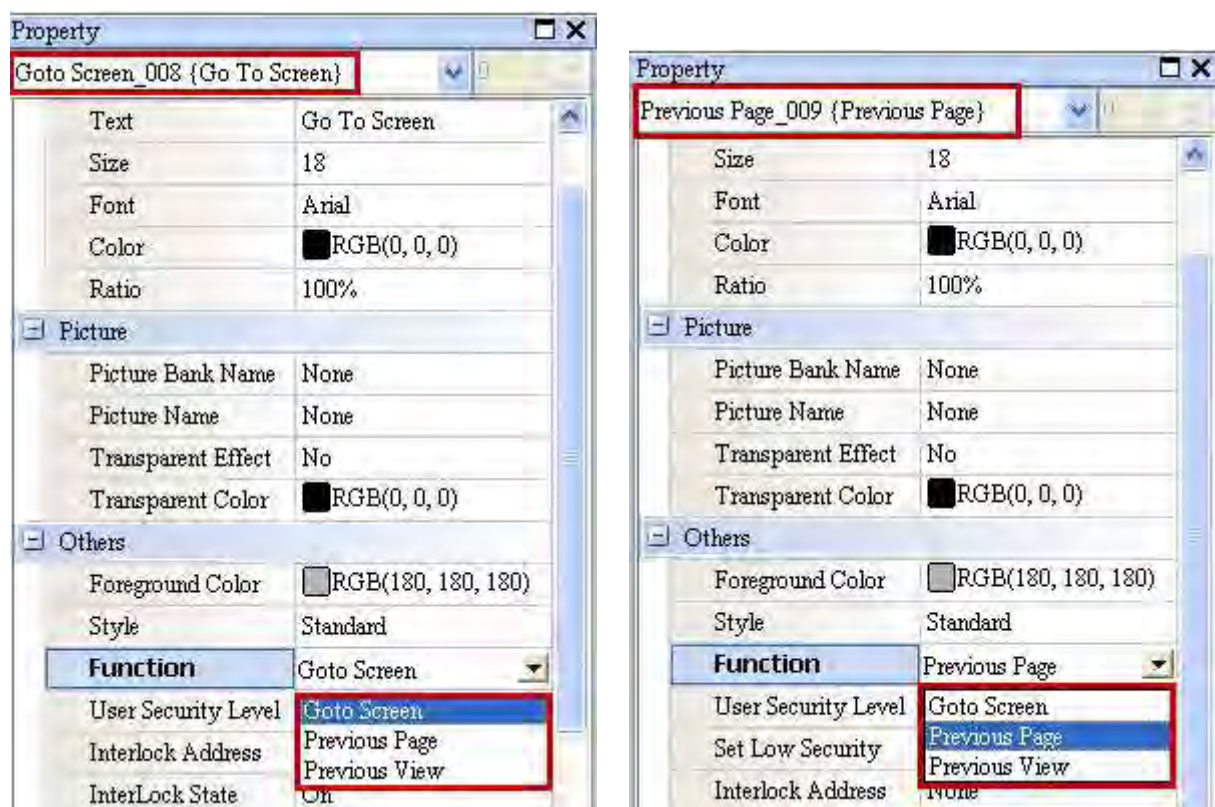 Property
Goto Screen_008 {Go To Screen} 0
Text Go To Screen
Size 18
Font Arial
Color RGB(0, 0, 0)
Ratio 100%
Picture
Picture Bank Name None
Picture Name None
Transparent Effect No
Transparent Color RGB(0, 0, 0)
Others
Foreground Color RGB(180, 180, 180)
Style Standard
Function Goto Screen
User Security Level Goto Screen
Interlock Address Previous Page
Previous View
InterLock State On
Property
Previous Page_009 {Previous Page} 0
Size 18
Font Arial
Color RGB(0, 0, 0)
Ratio 100%
Picture
Picture Bank Name None
Picture Name None
Transparent Effect No
Transparent Color RGB(0, 0, 0)
Others
Foreground Color RGB(180, 180, 180)
Style Standard
Function Previous Page
User Security Level Goto Screen
Set Low Security Previous Page
Previous View
Interlock Address None